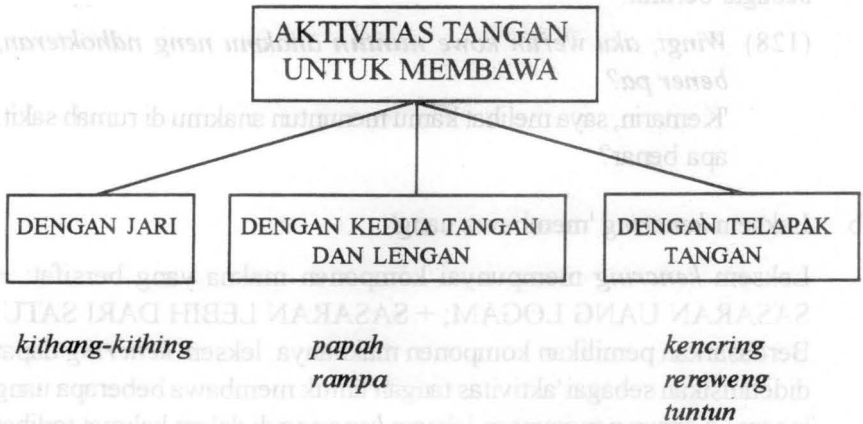 AKTIVITAS TANGAN
UNTUK MEMBAWA
DENGAN JARI
DENGAN KEDUA TANGAN
DAN LENGAN
DENGAN TELAPAK
TANGAN
kithang-kithing
papah
rampa
kencring
rereweng
tuntun